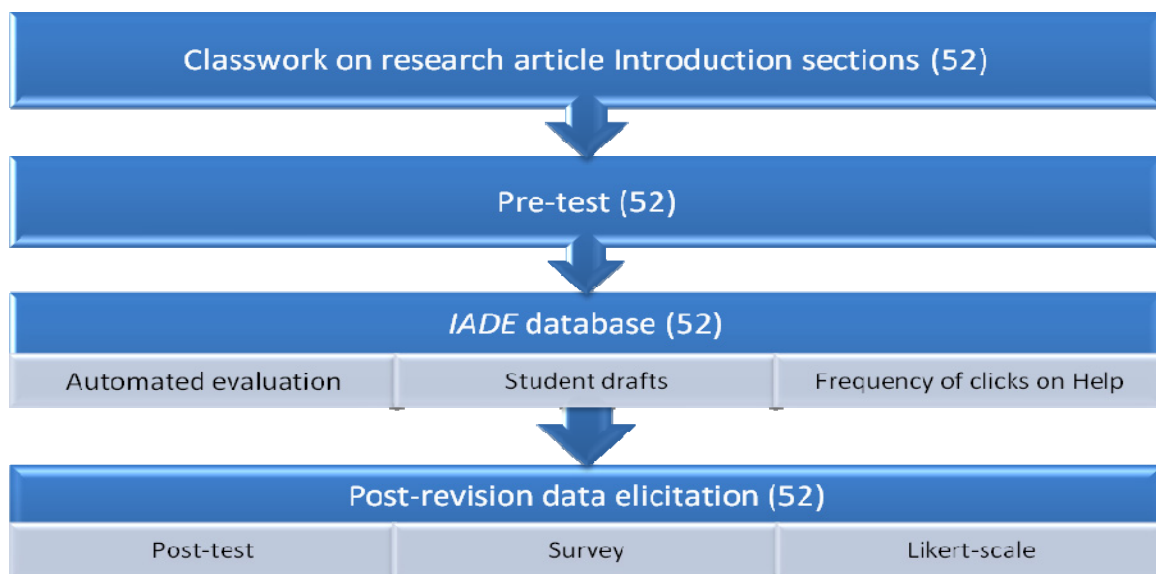 Classwork on research article Introduction sections (52)
Pre-test (52)
IADE database (52)
Automated evaluation
Student drafts
Frequency of clicks on Help
Post-revision data elicitation (52)
Post-test
Survey
Likert-scale